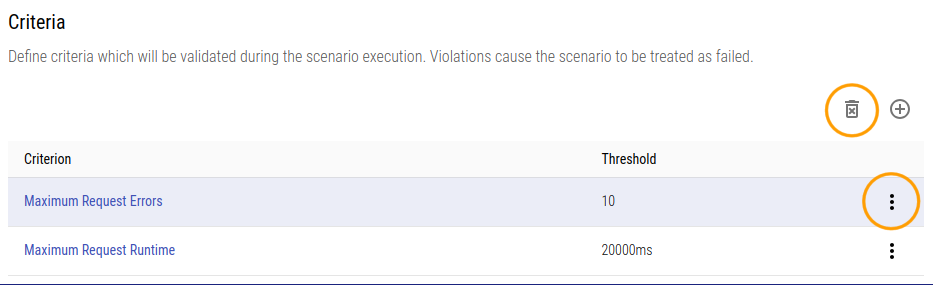 Criteria
Define criteria which will be validated during the scenario execution. Violations cause the scenario to be treated as failed.
Criterion Threshold
Maximum Request Errors 10
Maximum Request Runtime 20000ms